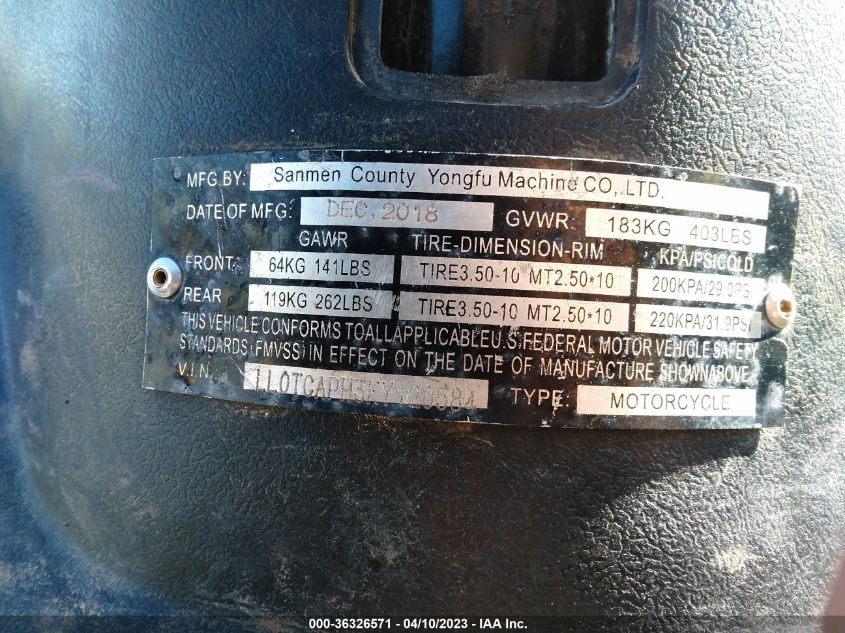 MFG BY: Sanmen County Yongfu Machine CO,.LTD.
DATE OF MFG: DEC. 2018 GVWR: 183KG 403LBS
GAWR TIRE-DIMENSION-RIM KPA/PSI COLD
FRONT: 64KG 141LBS TIRE3.50-10 MT2.50*10 200KPA/29.0PSI
REAR 119KG 262LBS TIRE3.50-10 MT2.50*10 220KPA/31.9PSI
THIS VEHICLE CONFORMS TOALLAPPLICABLEU.S.FEDERAL MOTOR VEHICLE SAFETY
STANDARDS(FMVSS)IN EFFECT ON THE DATE OF MANUFACTURE SHOWNABOVE
V.I.N. TYPE: MOTORCYCLE
000-36326571 - 04/10/2023 - IAA Inc.